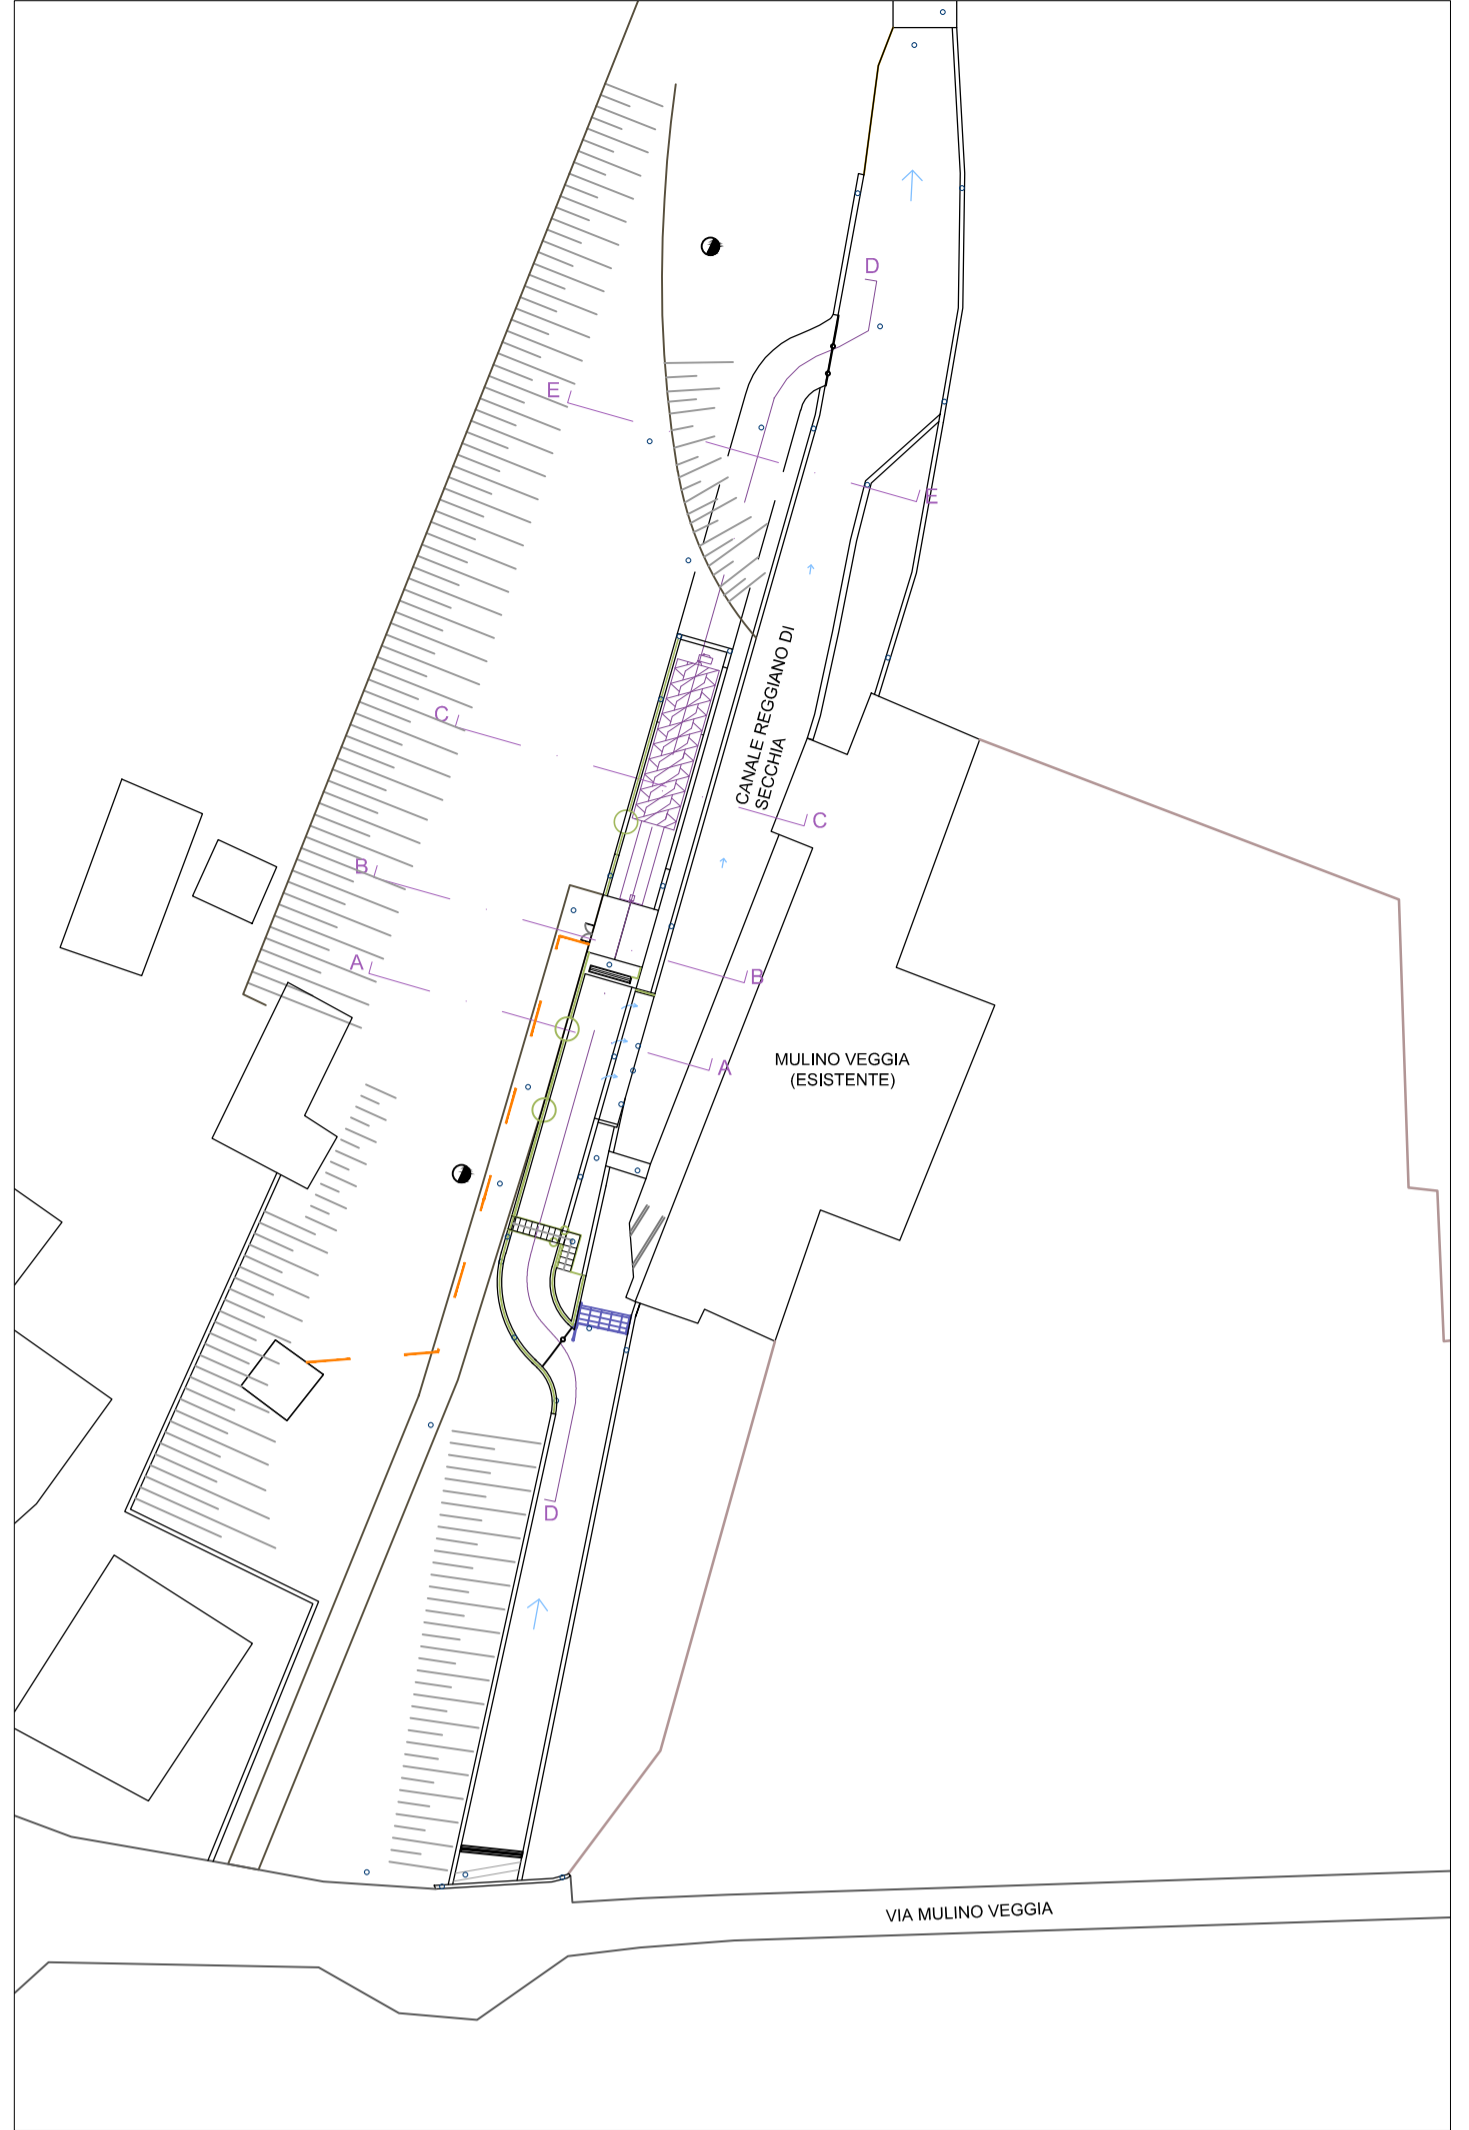 D
E
E
CANALE REGGIANO DI
SECCHIA
C
C
B
A
B
A
MULINO VEGGIA
(ESISTENTE)
D
VIA MULINO VEGGIA